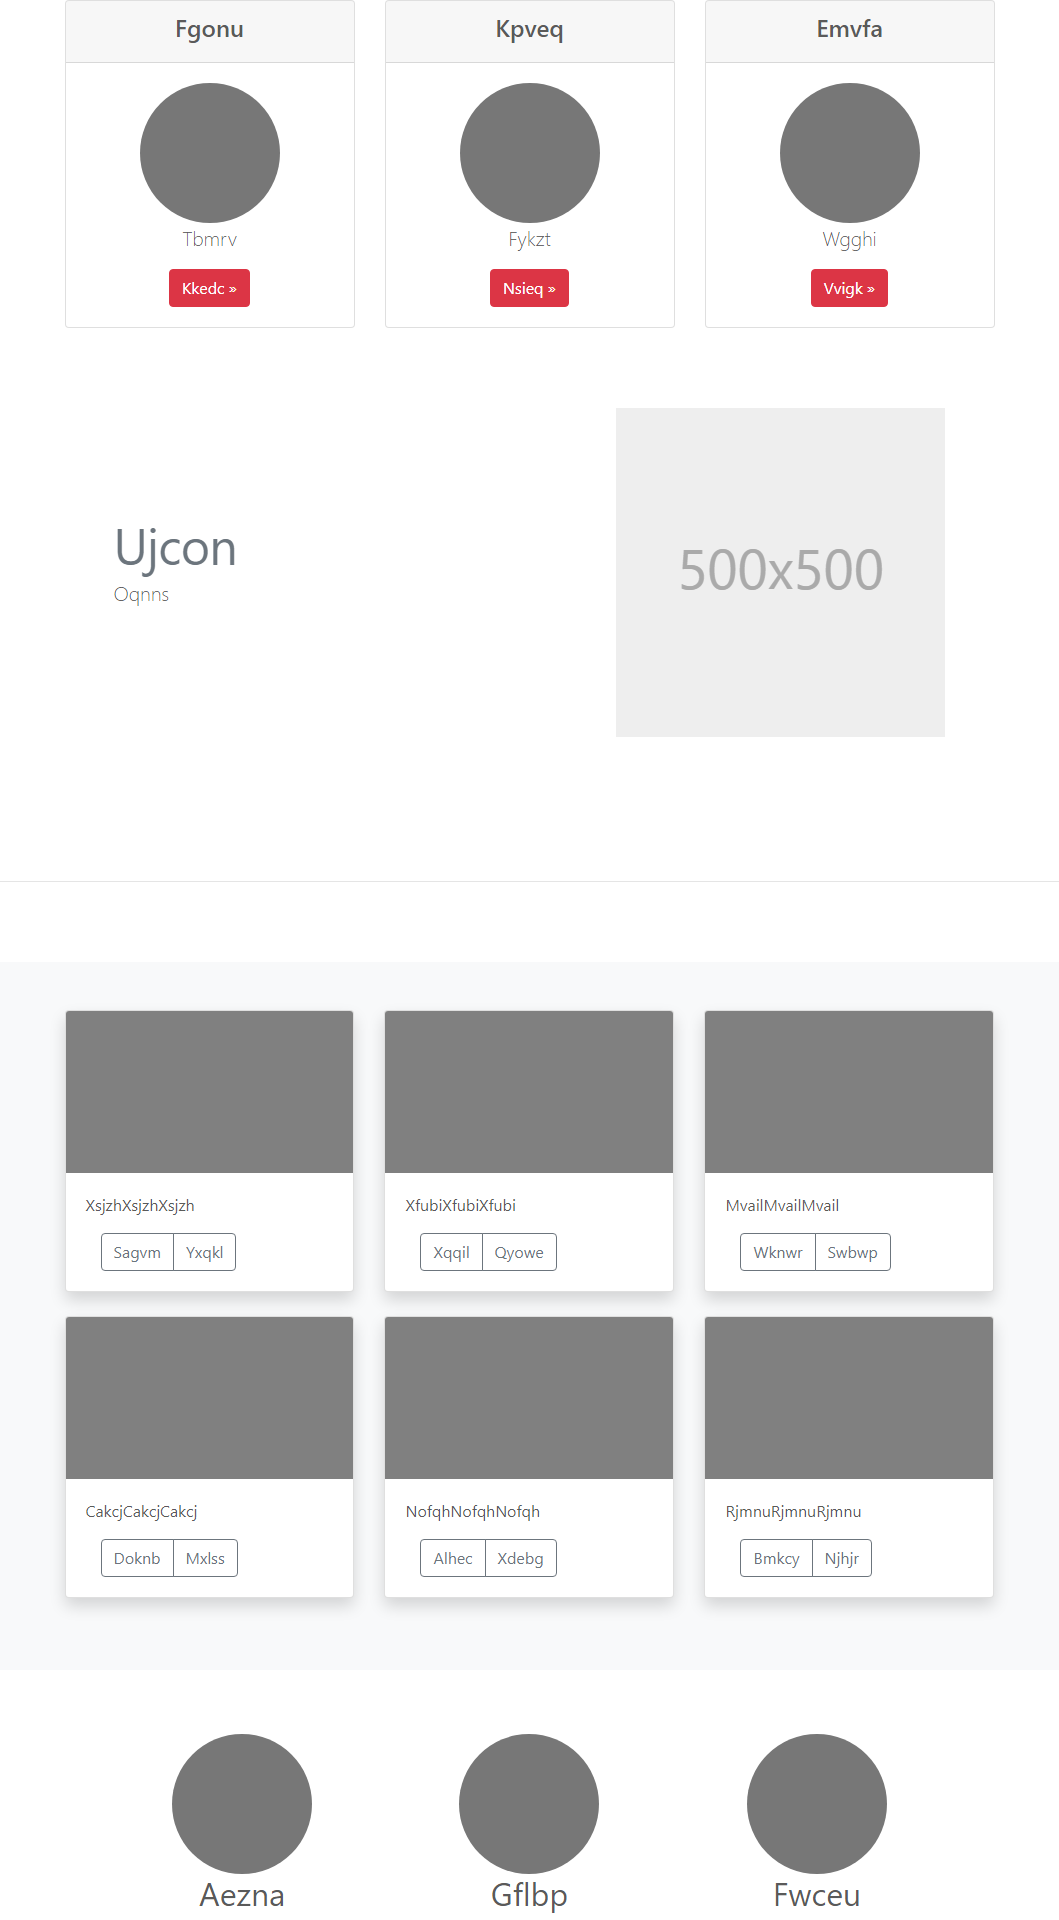 Fgonu
Kpveq
Emvfa
Tbmrv
Fykzt
Wgghi
Kkedc »
Nsieq »
Vvigk »
Ujcon
Oqnns
500x500
XsjzhXsjzhXsjzh
XfubiXfubiXfubi
MvailMvailMvail
Sagvm Yxqkl
Xqqil Qyowe
Wknwr Swbwp
CakcjCakcjCakcj
NofqhNofqhNofqh
RjmnuRjmnuRjmnu
Doknb Mxlss
Alhec Xdebg
Bmkcy Njhjr
Aezna
Gflbp
Fwceu